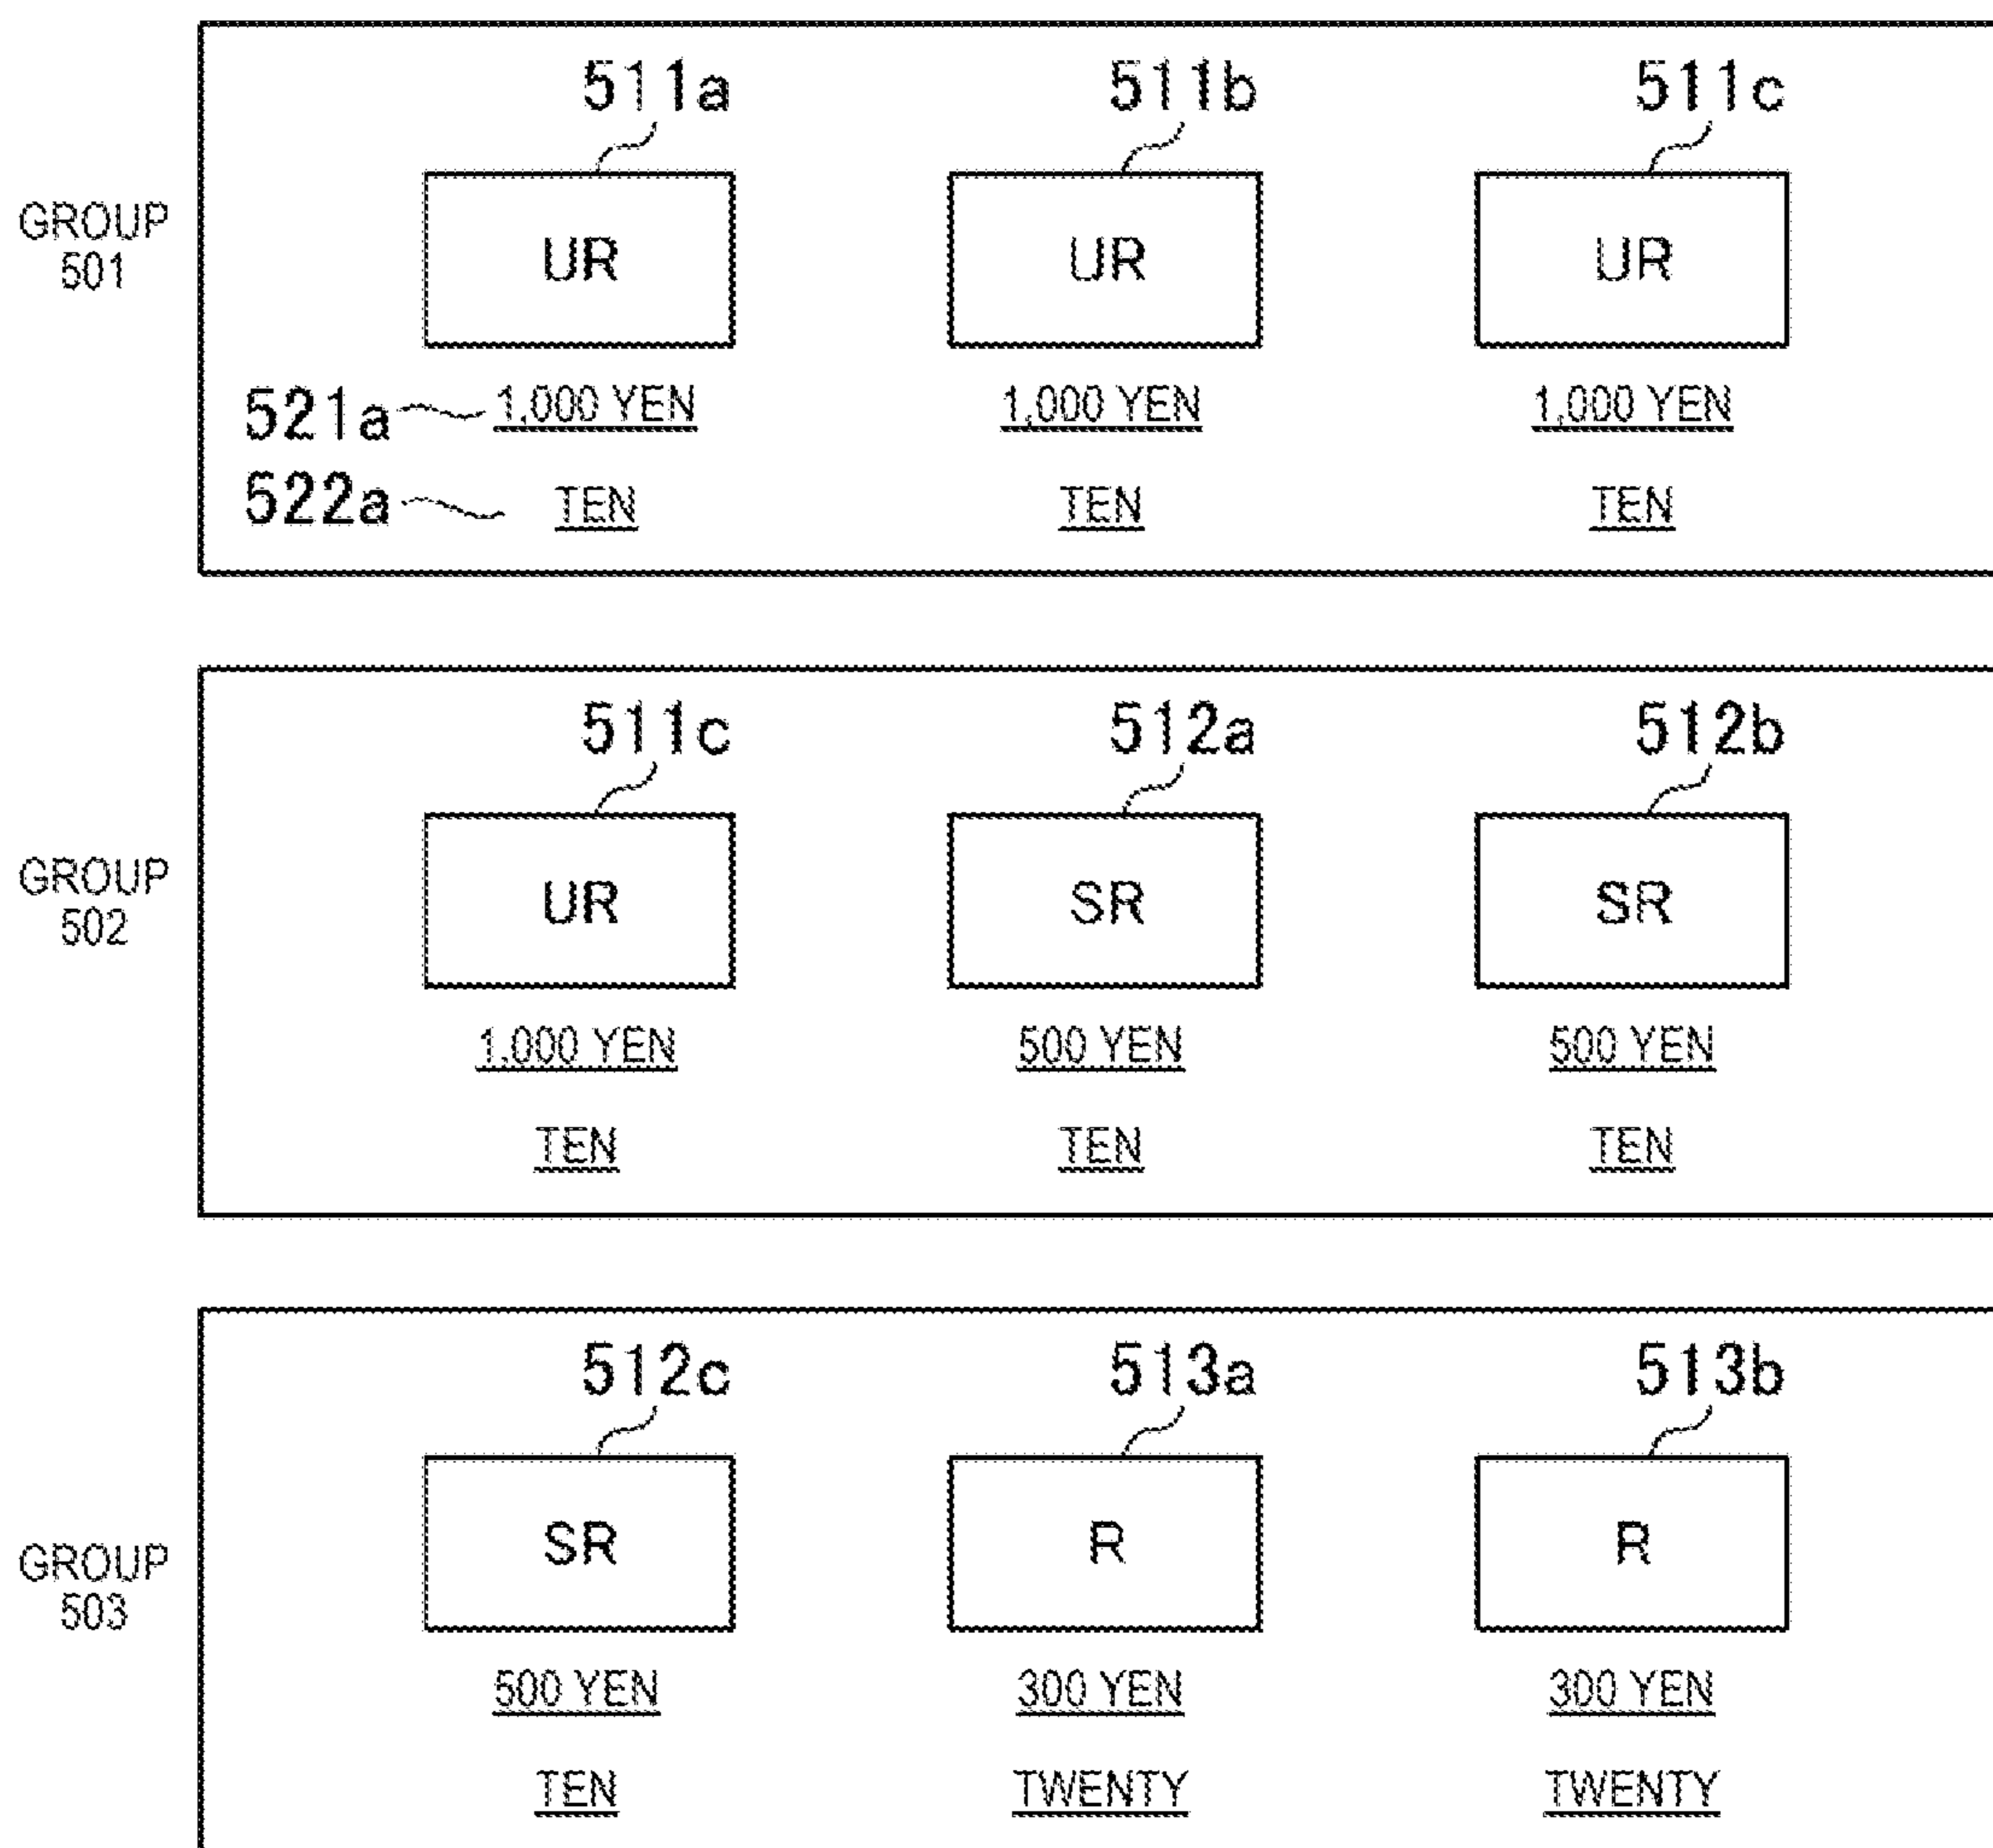 511a 511b 511c
GROUP
501
UR UR UR
521a 1,000 YEN 1,000 YEN 1,000 YEN
522a TEN TEN TEN
511c 512a 512b
GROUP
502
UR SR SR
1,000 YEN 500 YEN 500 YEN
TEN TEN TEN
512c 513a 513b
GROUP
503
SR R R
500 YEN 300 YEN 300 YEN
TEN TWENTY TWENTY